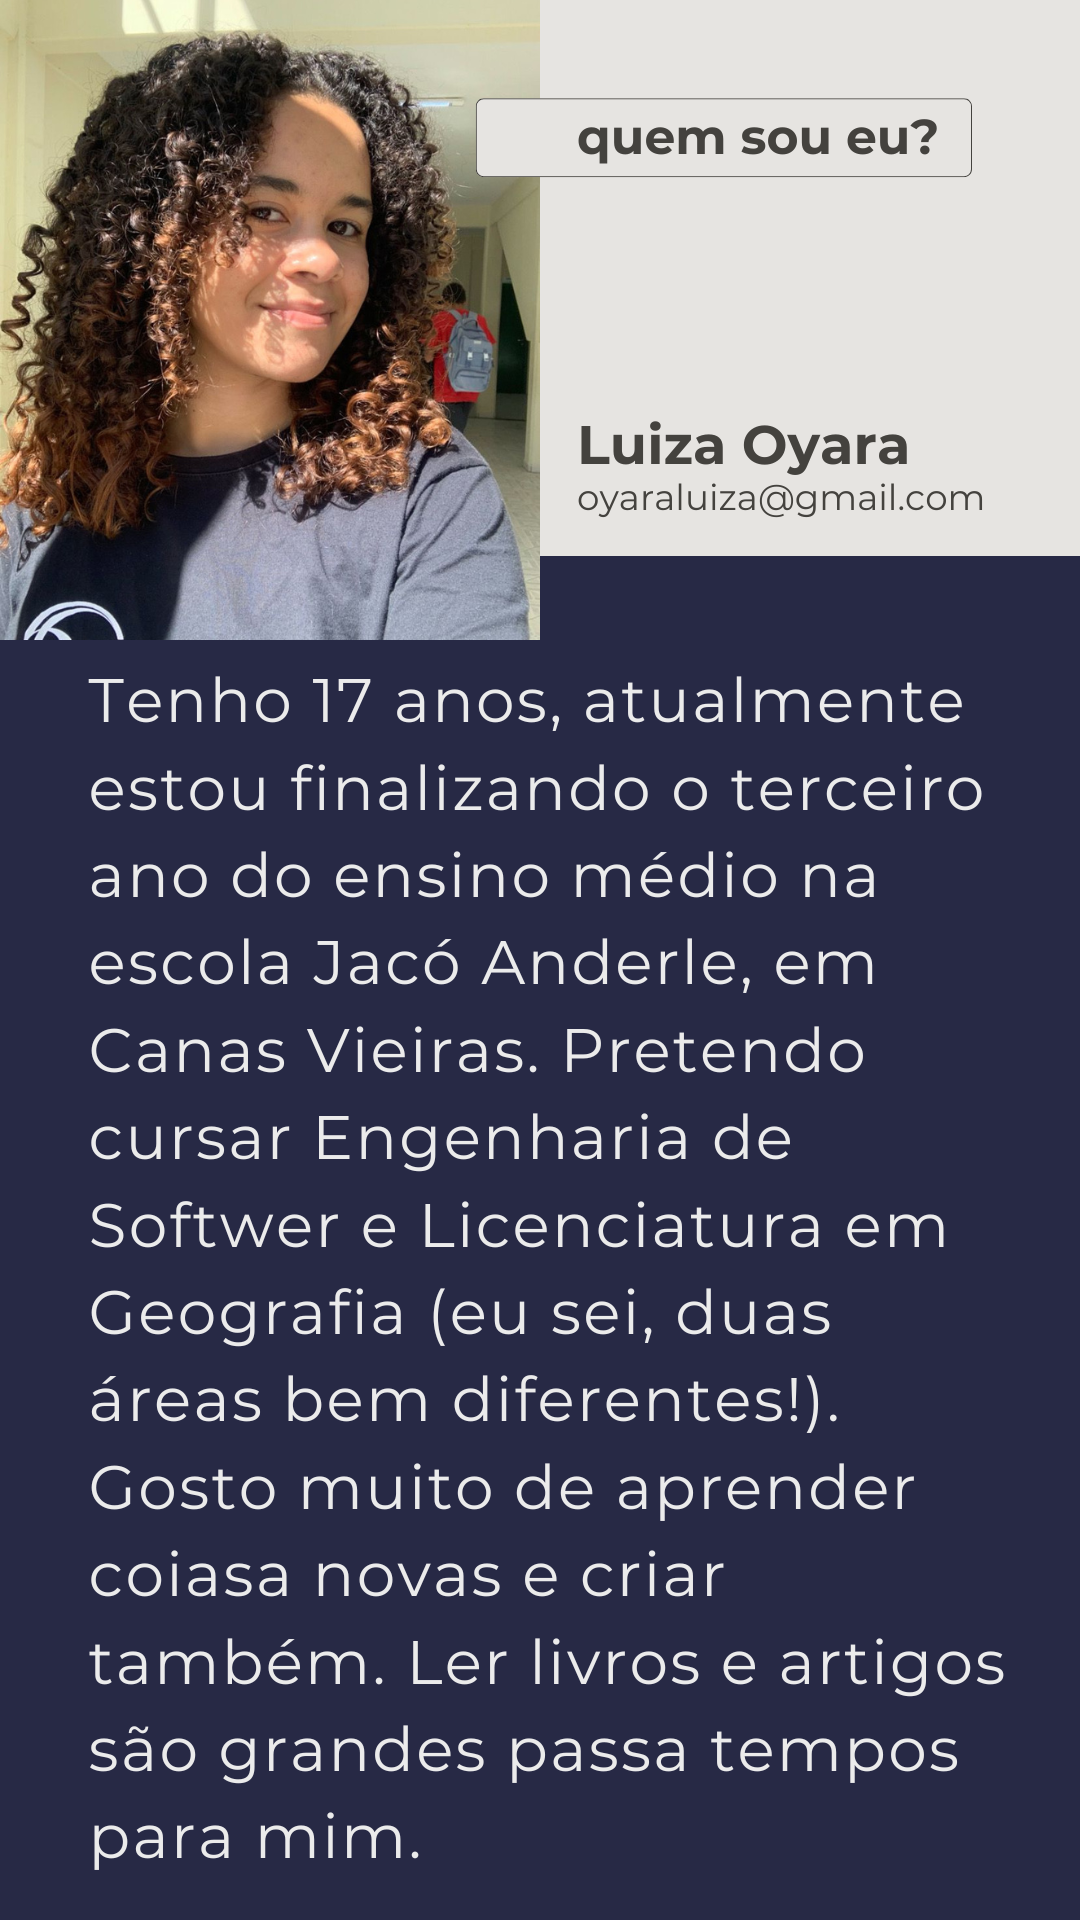 quem sou eu?
Luiza Oyara
oyaraluiza@gmail.com
Tenho 17 anos, atualmente
estou finalizando o terceiro
ano do ensino médio na
escola Jacó Anderle, em
Canas Vieiras. Pretendo
cursar Engenharia de
Softwer e Licenciatura em
Geografia (eu sei, duas
áreas bem diferentes!).
Gosto muito de aprender
coiasa novas e criar
também. Ler livros e artigos
são grandes passa tempos
para mim.